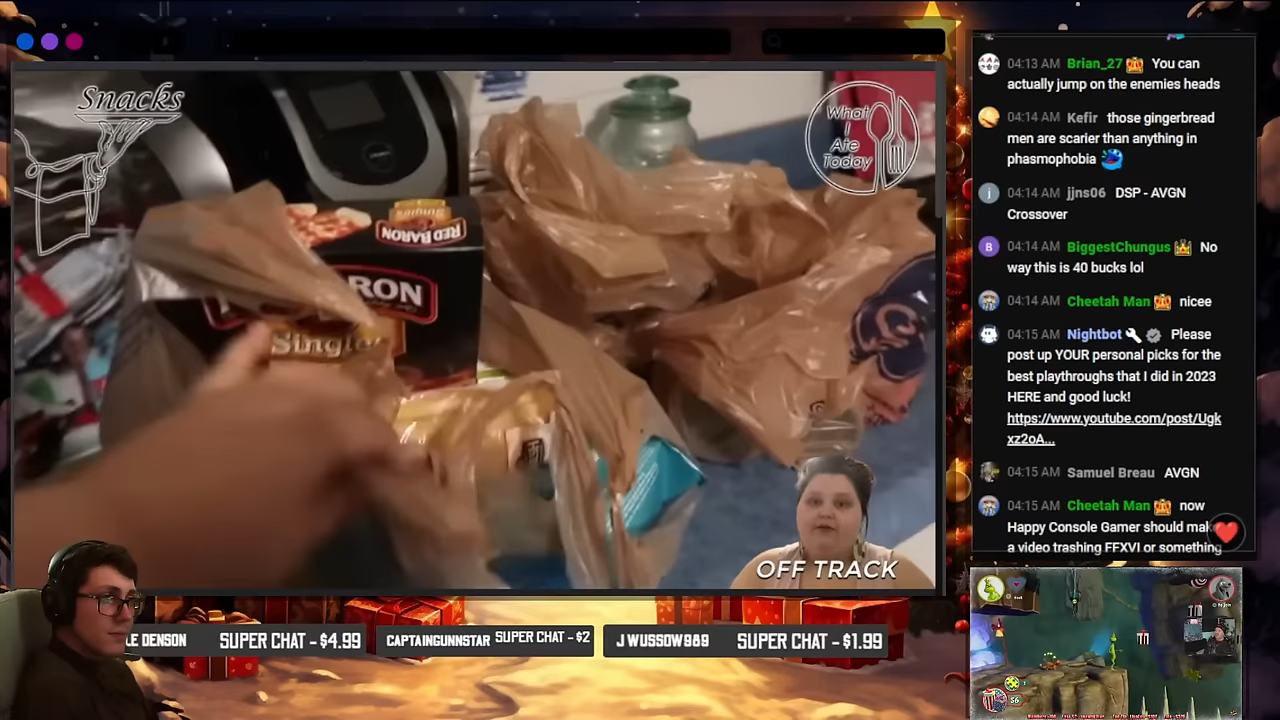 Snacks
What
I
Ate
Today
RED BARON
RON
Single
OFF TRACK
LE DENSON SUPER CHAT - $4.99
CAPTAINGUNNSTAR SUPER CHAT - $2
J WUSSOW989 SUPER CHAT - $1.99
04:13 AM Brian_27 You can
actually jump on the enemies heads
04:14 AM Kefir those gingerbread
men are scarier than anything in
phasmophobia
04:14 AM jjns06 DSP - AVGN
Crossover
04:14 AM BiggestChungus No
way this is 40 bucks lol
04:14 AM Cheetah Man nicee
04:15 AM Nightbot Please
post up YOUR personal picks for the
best playthroughs that I did in 2023
HERE and good luck!
https://www.youtube.com/post/Ugk
xz2oA...
04:15 AM Samuel Breau AVGN
04:15 AM Cheetah Man now
Happy Console Gamer should mak
a video trashing FFXVI or something
56